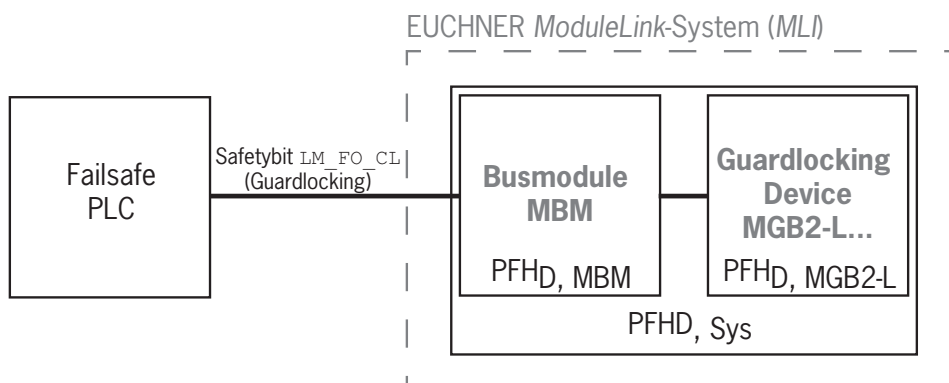 EUCHNER ModuleLink-System (MLI)
Failsafe
PLC
Safetybit LM_FO_CL
(Guardlocking)
Busmodule
MBM
PFHD, MBM
Guardlocking
Device
MGB2-L...
PFHD, MGB2-L
PFHD, Sys